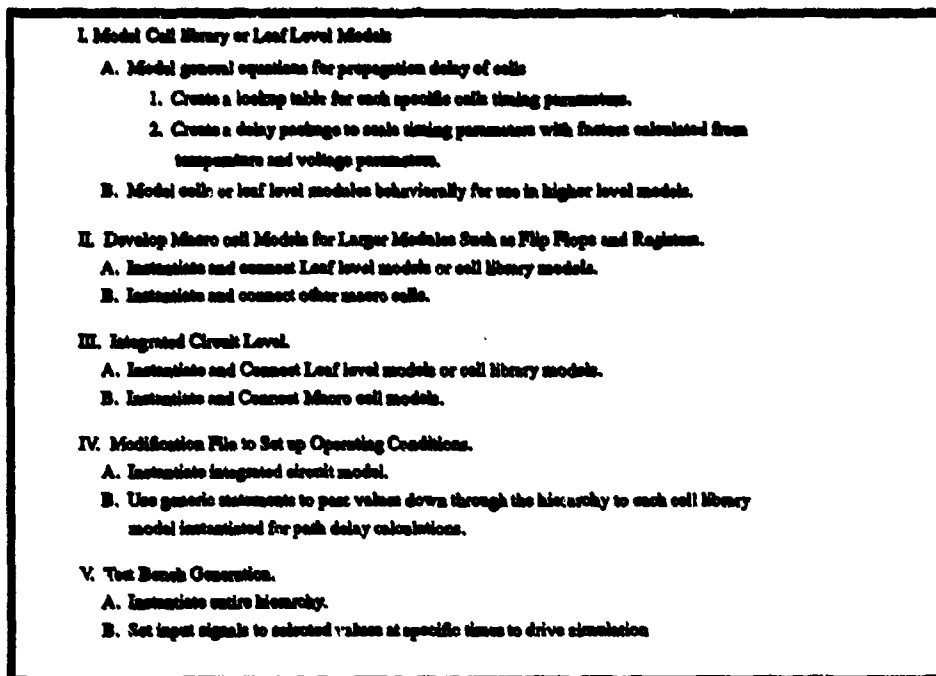 I. Model Cell library or Leaf Level Models
A. Model general equations for propagation delay of cells
1. Create a lookup table for each specific cells timing parameters.
2. Create a delay package to scale timing parameters with factors calculated from
temperature and voltage parameters.
B. Model cells or leaf level modules behaviorally for use in higher level models.
II. Develop Macro cell Models for Larger Modules Such as Flip Flops and Registers.
A. Instantiate and connect Leaf level models or cell library models.
B. Instantiate and connect other macro cells.
III. Integrated Circuit Level.
A. Instantiate and Connect Leaf level models or cell library models.
B. Instantiate and Connect Macro cell models.
IV. Modification File to Set up Operating Conditions.
A. Instantiate integrated circuit model.
B. Use generic statements to past values down through the hierarchy to each cell library
model instantiated for path delay calculations.
V. Test Bench Generation.
A. Instantiate entire hierarchy.
B. Set input signals to selected values at specific times to drive simulation